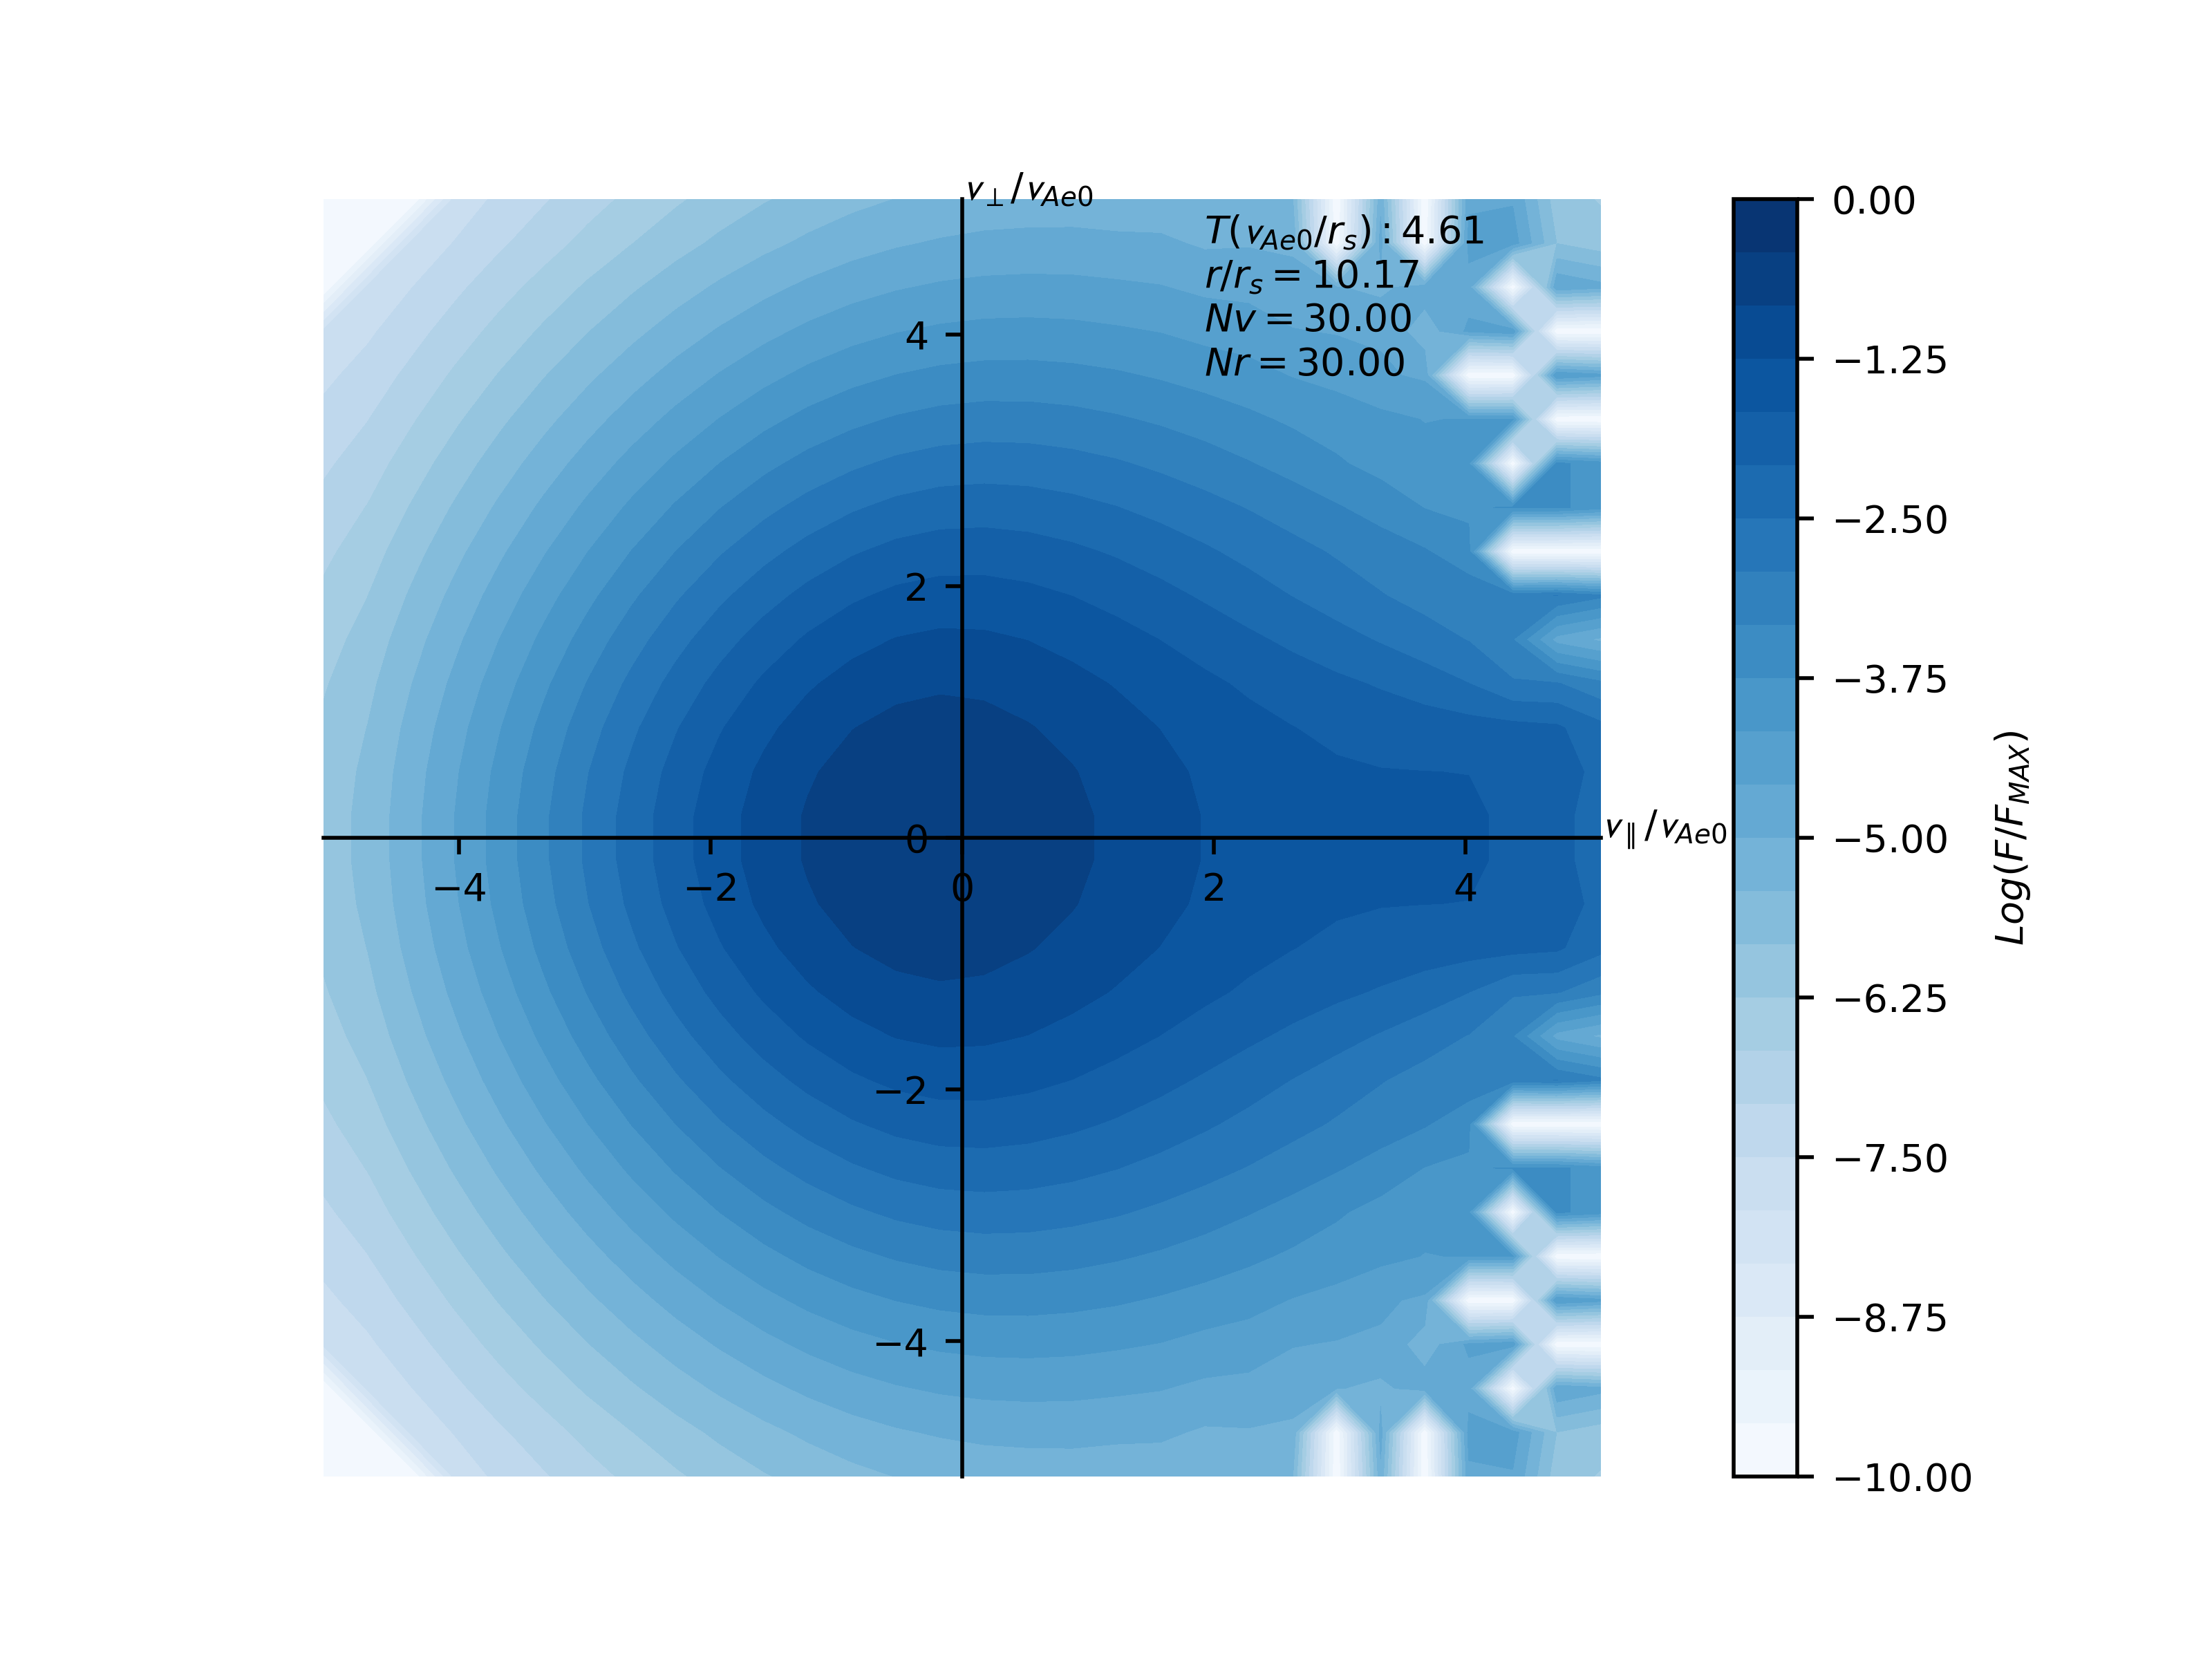 v⊥/vAe0
T(vAe0/rs):4.61
r/rs = 10.17
Nv = 30.00
Nr = 30.00
4
2
0
−2
−4
−4
−2
0
2
4
v∥/vAe0
0.00
−1.25
−2.50
−3.75
−5.00
−6.25
−7.50
−8.75
−10.00
Log(F/FMAX)